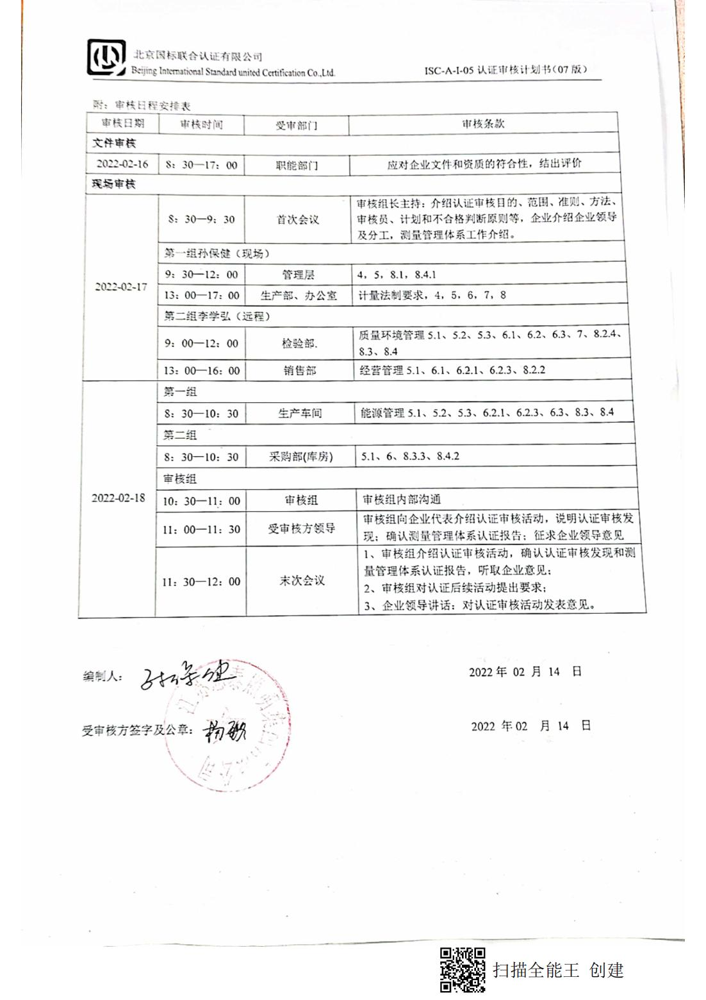 北京国标联合认证有限公司
Beijing International Standard united Certification Co.,Ltd.
ISC-A-I-05 认证审核计划书(07 版)
附：审核日程安排表
审核日期 审核时间 受审部门 审核条款
文件审核
2022-02-16 8：30—17：00 职能部门 应对企业文件和资质的符合性，结出评价
现场审核
2022-02-17
8：30—9：30 首次会议
审核组长主持：介绍认证审核目的、范围、准则、方法、
审核员、计划和不合格判断原则等，企业介绍企业领导
及分工，测量管理体系工作介绍。
第一组孙保健（现场）
9：30—12：00 管理层 4，5，8.1，8.4.1
13：00—17：00 生产部、办公室 计量法制要求，4，5，6，7，8
第二组李学弘（远程）
9：00—12：00 检验部.
质量环境管理 5.1、5.2、5.3、6.1、6.2、6.3、7、8.2.4、
8.3、8.4
13：00—16：00 销售部 经营管理 5.1、6.1、6.2.1、6.2.3、8.2.2
2022-02-18
第一组
8：30—10：30 生产车间 能源管理 5.1、5.2、5.3、6.2.1、6.2.3、6.3、8.3、8.4
第二组
8：30—10：30 采购部(库房) 5.1、6、8.3.3、8.4.2
审核组
10：30—11：00 审核组 审核组内部沟通
11：00—11：30 受审核方领导
审核组向企业代表介绍认证审核活动，说明认证审核发
现；确认测量管理体系认证报告；征求企业领导意见
11：30—12：00 末次会议
1、审核组介绍认证审核活动，确认认证审核发现和测
量管理体系认证报告，听取企业意见；
2、审核组对认证后续活动提出要求；
3、企业领导讲话：对认证审核活动发表意见。
编制人： 孙保健 2022 年 02 月 14 日
受审核方签字及公章： 2022 年 02 月 14 日
扫描全能王 创建